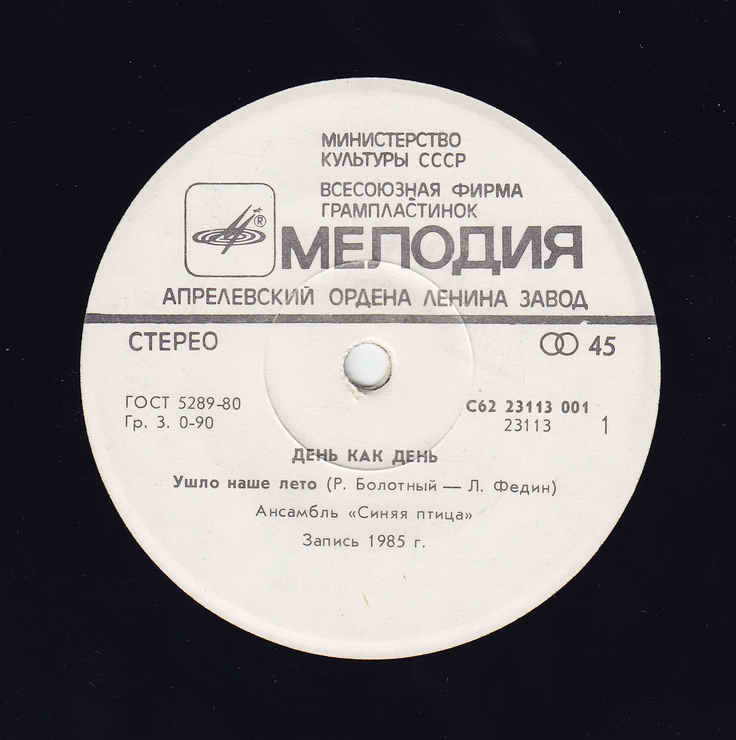 МИНИСТЕРСТВО
КУЛЬТУРЫ СССР
ВСЕСОЮЗНАЯ ФИРМА
ГРАМПЛАСТИНОК
®
МЕЛОДИЯ
АПРЕЛЕВСКИЙ ОРДЕНА ЛЕНИНА ЗАВОД
СТЕРЕО 45
ГОСТ 5289-80 С62 23113 001
Гр. 3. 0-90 23113 1
ДЕНЬ КАК ДЕНЬ
Ушло наше лето (Р. Болотный — Л. Федин)
Ансамбль «Синяя птица»
Запись 1985 г.